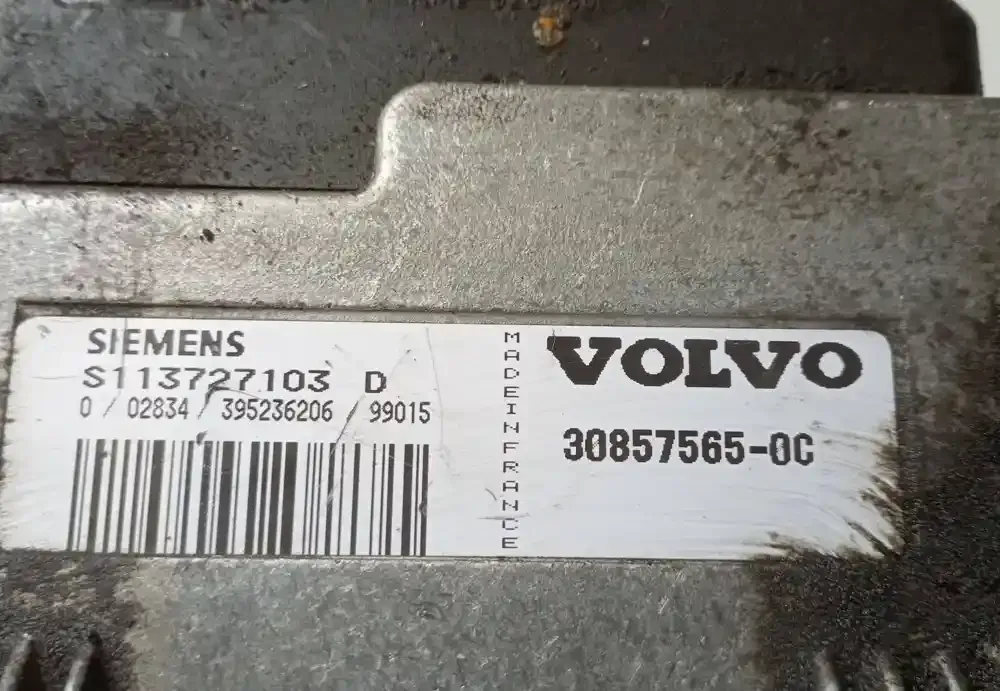 SIEMENS
S113727103 D
0 / 02834 / 395236206 / 99015
MADEINFRANCE
VOLVO
30857565-0C